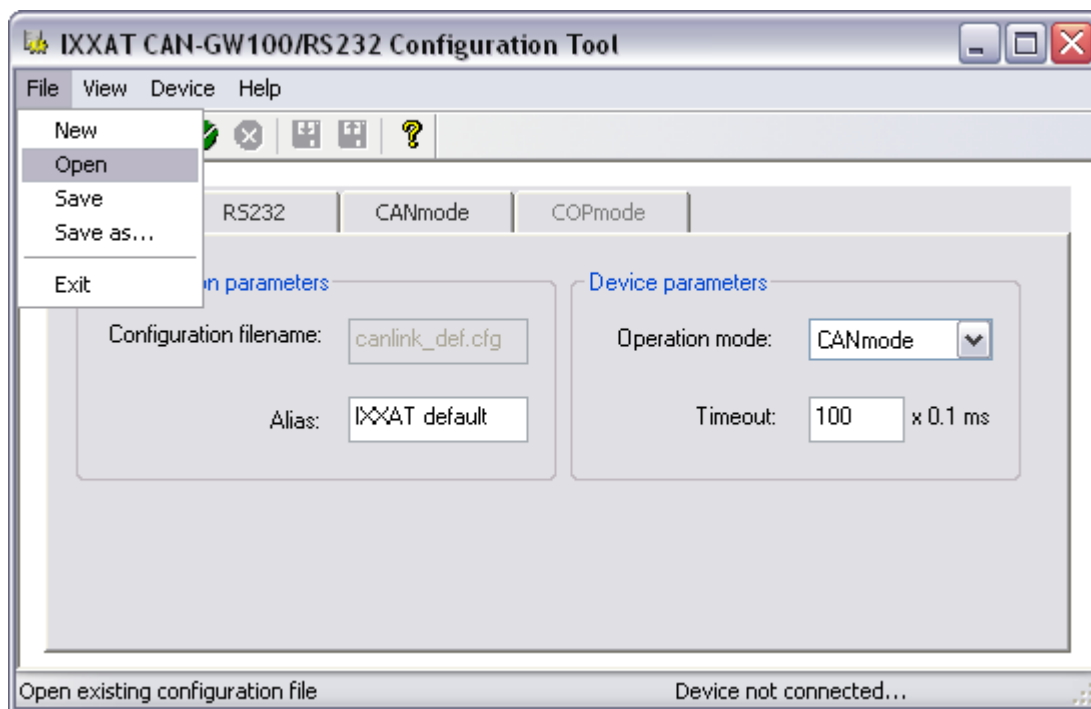 IXXAT CAN-GW100/RS232 Configuration Tool
File View Device Help
New
Open
Save
Save as...
Exit
RS232 CANmode COPmode
parameters
Configuration filename: canlink_def.cfg
Alias: IXXAT default
Device parameters
Operation mode: CANmode
Timeout: 100 x 0.1 ms
Open existing configuration file
Device not connected...